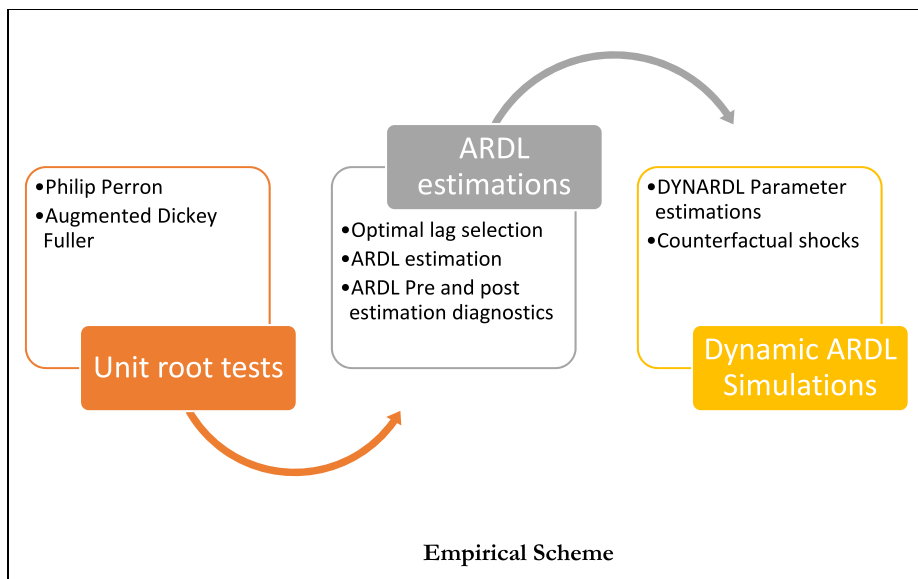 •Philip Perron
•Augmented Dickey
Fuller
Unit root tests
ARDL
estimations
•Optimal lag selection
•ARDL estimation
•ARDL Pre and post
estimation diagnostics
•DYNARDL Parameter
estimations
•Counterfactual shocks
Dynamic ARDL
Simulations
Empirical Scheme